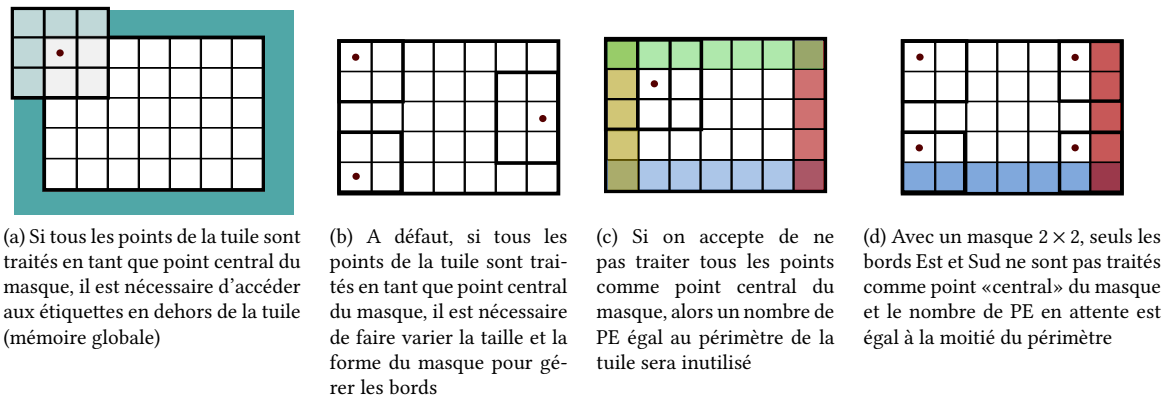 (a) Si tous les points de la tuile sont
traités en tant que point central du
masque, il est nécessaire d'accéder
aux étiquettes en dehors de la tuile
(mémoire globale)
(b) A défaut, si tous les
points de la tuile sont trai-
tés en tant que point central
du masque, il est nécessaire
de faire varier la taille et la
forme du masque pour gé-
rer les bords
(c) Si on accepte de ne
pas traiter tous les points
comme point central du
masque, alors un nombre de
PE égal au périmètre de la
tuile sera inutilisé
(d) Avec un masque 2 × 2, seuls les
bords Est et Sud ne sont pas traités
comme point «central» du masque
et le nombre de PE en attente est
égal à la moitié du périmètre